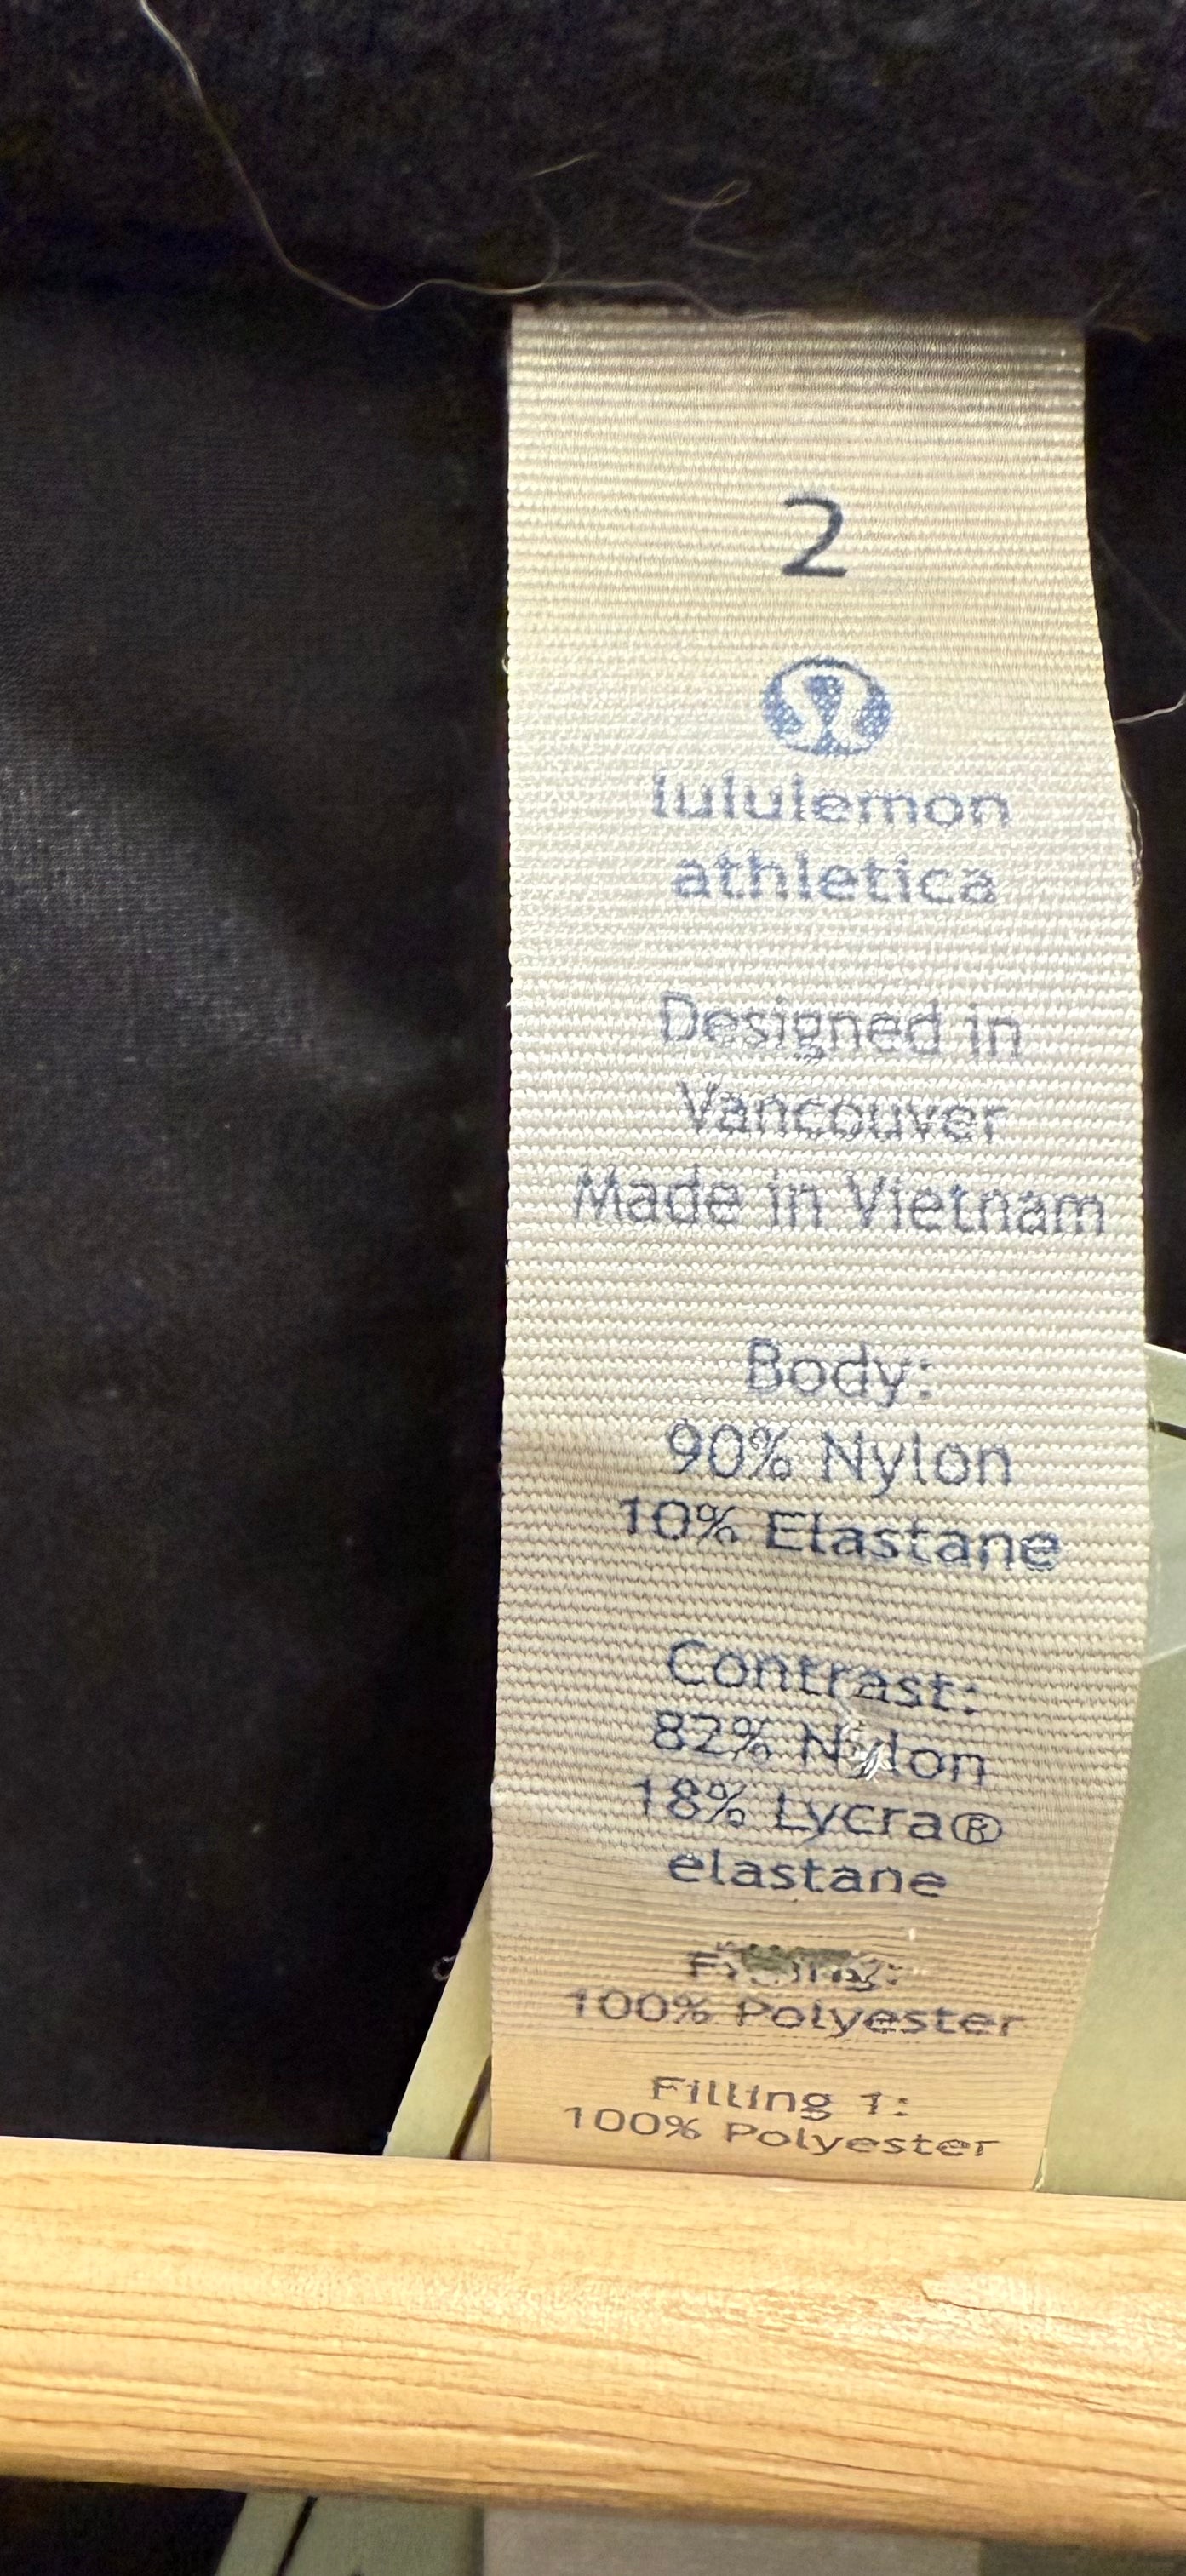 2
lululemon
athletica
Designed in
Vancouver
Made in Vietnam
Body:
90% Nylon
10% Elastane
Contrast:
82% Nylon
18% Lycra®
elastane
100% Polyester
Filling 1:
100% Polyester